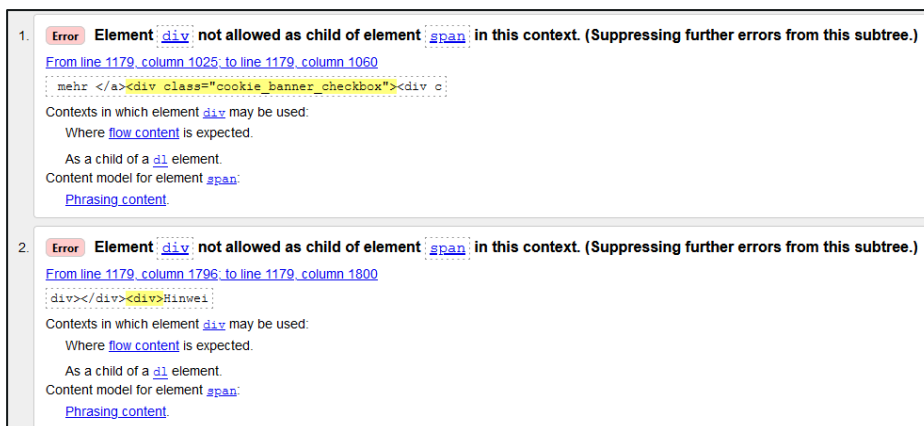 1. Error Element div not allowed as child of element span in this context. (Suppressing further errors from this subtree.)
From line 1179, column 1025; to line 1179, column 1060
mehr </a><div class="cookie_banner_checkbox"><div c
Contexts in which element div may be used:
Where flow content is expected.
As a child of a dl element.
Content model for element span:
Phrasing content.
2. Error Element div not allowed as child of element span in this context. (Suppressing further errors from this subtree.)
From line 1179, column 1796; to line 1179, column 1800
div></div><div>Hinwei
Contexts in which element div may be used:
Where flow content is expected.
As a child of a dl element.
Content model for element span:
Phrasing content.